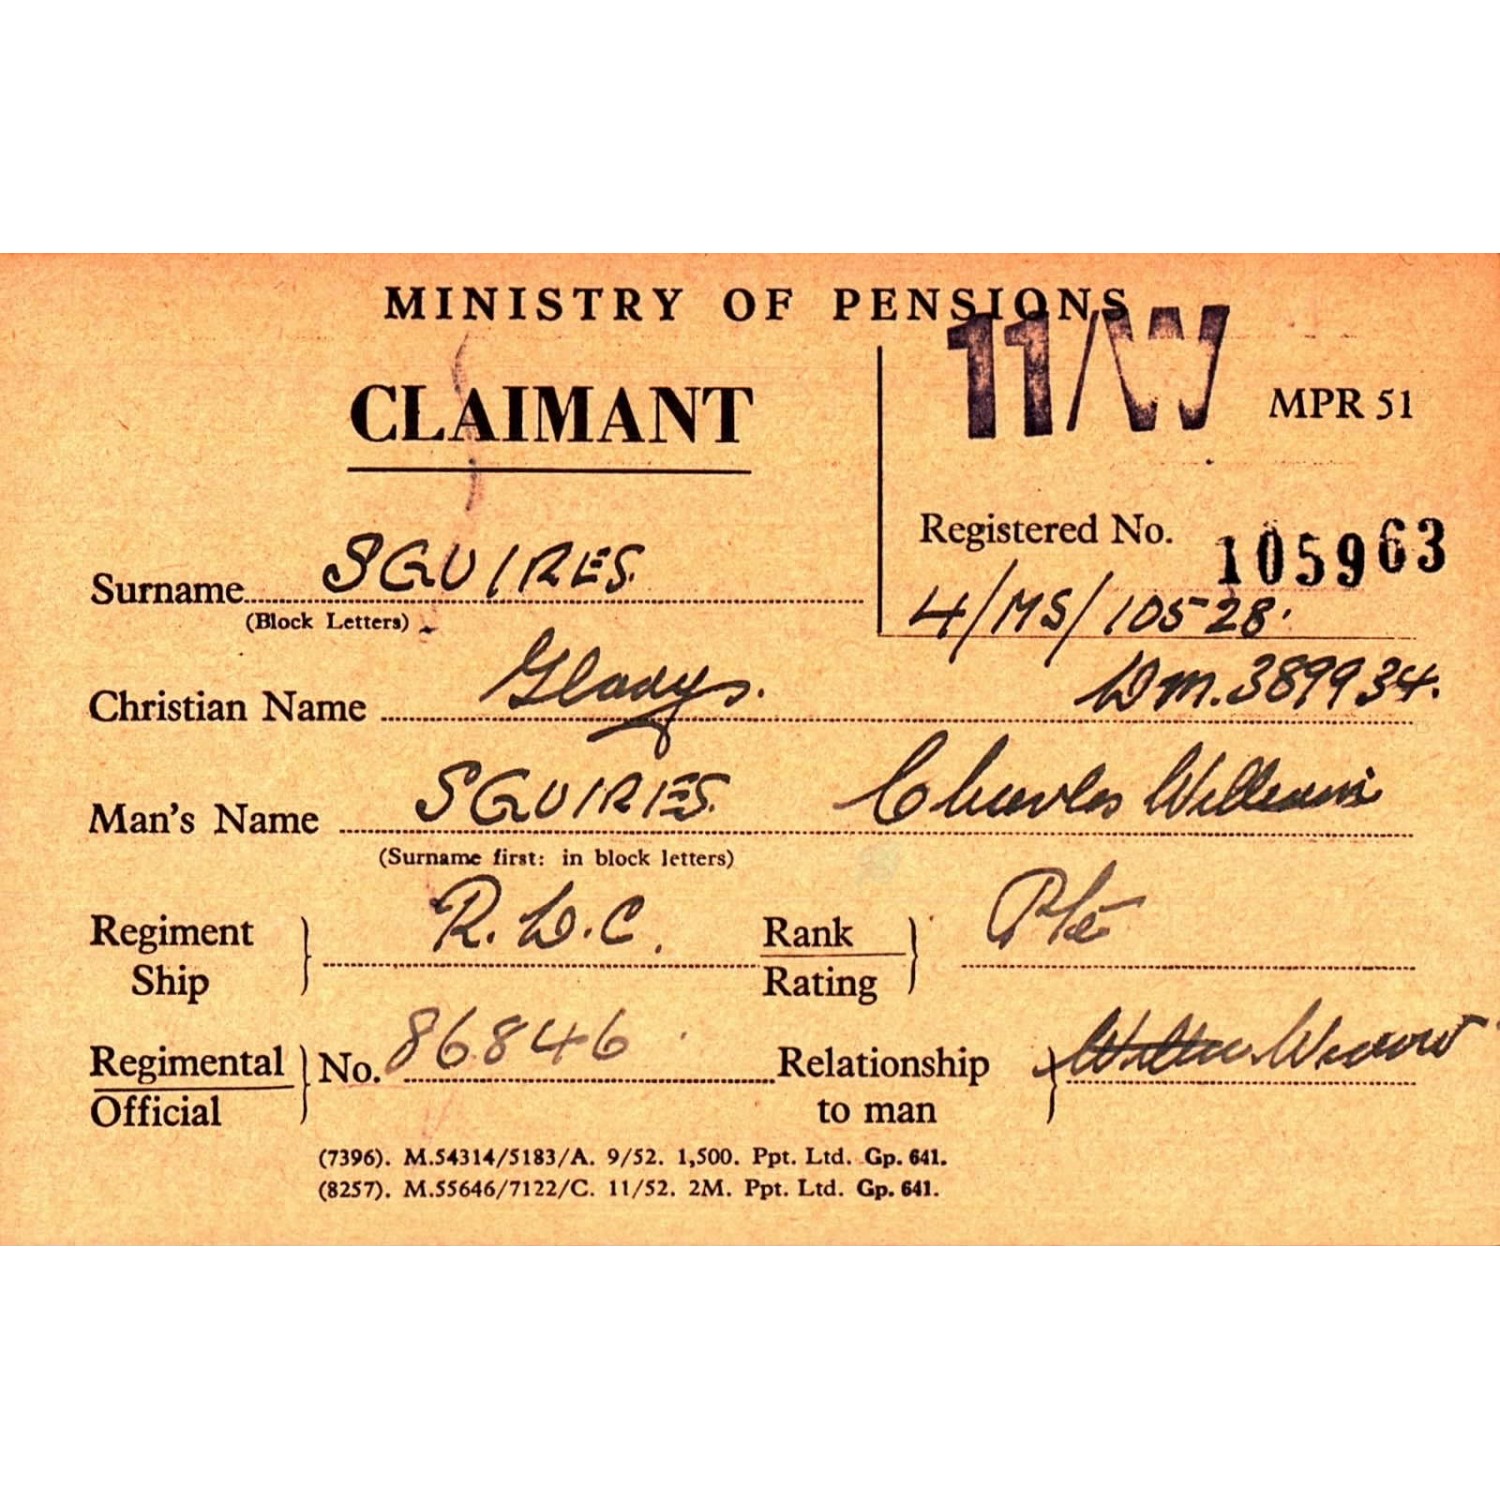 MINISTRY OF PENSIONS
11/W
CLAIMANT
MPR 51
Registered No. 105963
4/MS/10528.
Surname SQUIRES.
(Block Letters)
Christian Name Gladys. DM.389934.
Man's Name SQUIRES. Charles William
(Surname first: in block letters)
Regiment Ship R.D.C. Rank Rating Pte
Regimental Official No. 86846 Relationship to man Widow
(7396). M.54314/5183/A. 9/52. 1,500. Ppt. Ltd. Gp. 641.
(8257). M.55646/7122/C. 11/52. 2M. Ppt. Ltd. Gp. 641.